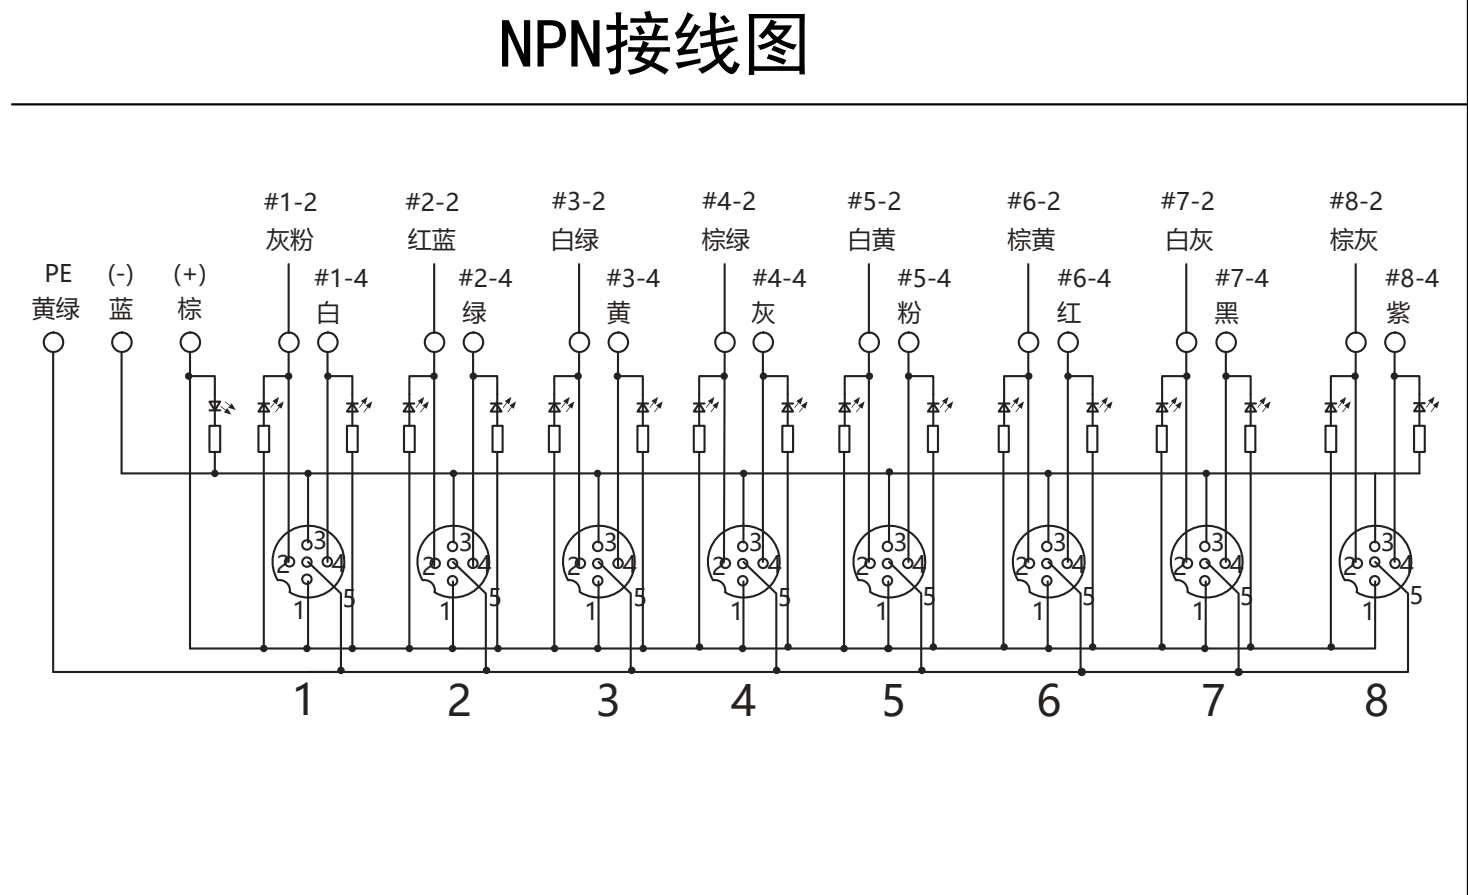 NPN接线图
#1-2 #2-2 #3-2 #4-2 #5-2 #6-2 #7-2 #8-2
灰粉 红蓝 白绿 棕绿 白黄 棕黄 白灰 棕灰
PE (-) (+) #1-4 #2-4 #3-4 #4-4 #5-4 #6-4 #7-4 #8-4
黄绿 蓝 棕 白 绿 黄 灰 粉 红 黑 紫
3 3 3 3 3 3 3 3
2 4 2 4 2 4 2 4 2 4 2 4 2 4 2 4
1 5 1 5 1 5 1 5 1 5 1 5 1 5 1 5
1 2 3 4 5 6 7 8